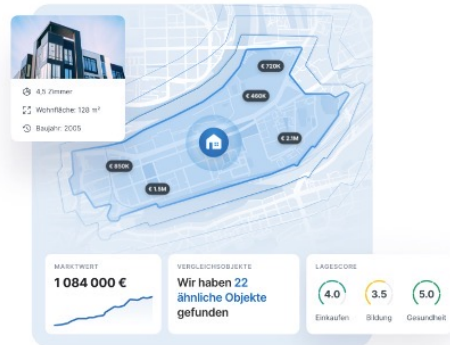 4,5 Zimmer
Wohnfläche: 128 m²
Baujahr: 2005
€ 720K
€ 460K
€ 2.1M
€ 850K
€ 1.5M
MARKTWERT
1 084 000 €
VERGLEICHSOBJEKTE
Wir haben 22
ähnliche Objekte
gefunden
LAGESCORE
4.0 3.5 5.0
Einkaufen Bildung Gesundheit